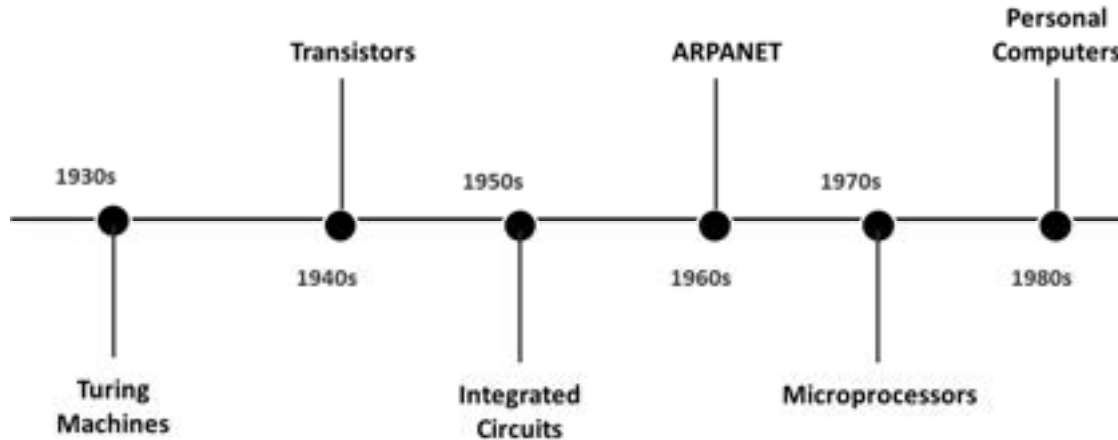 Personal
Computers
Transistors
ARPANET
1930s
1950s
1970s
1940s
1960s
1980s
Turing
Machines
Integrated
Circuits
Microprocessors